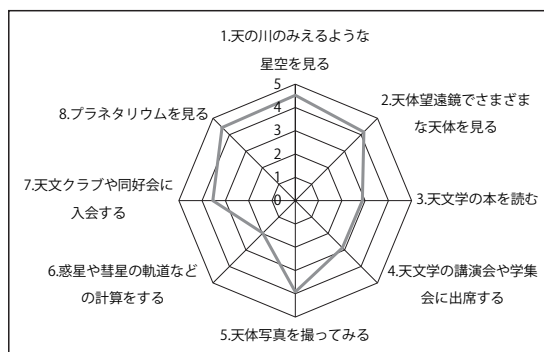 1.天の川のみえるような
星空を見る
2.天体望遠鏡でさまざま
な天体を見る
3.天文学の本を読む
4.天文学の講演会や学集
会に出席する
5.天体写真を撮ってみる
6.惑星や彗星の軌道など
の計算をする
7.天文クラブや同好会に
入会する
8.プラネタリウムを見る
5
4
3
2
1
0